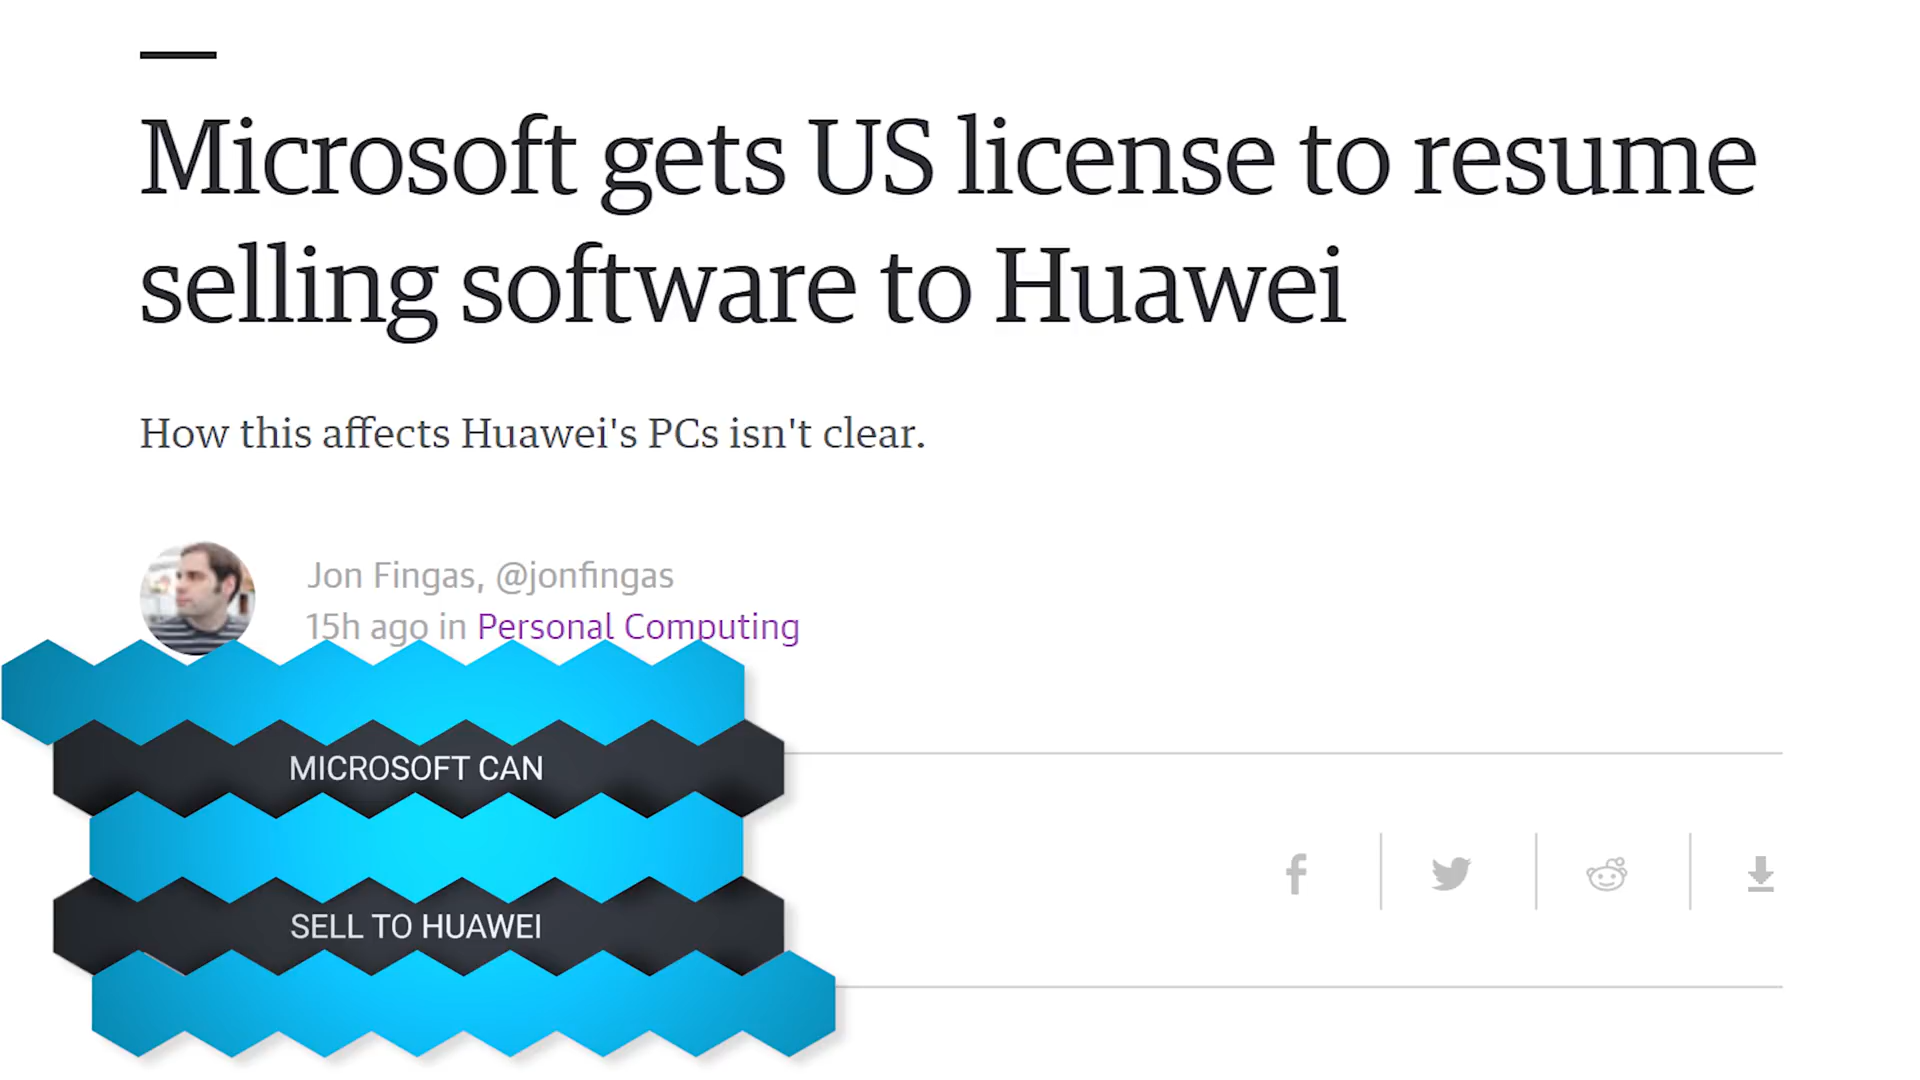 Microsoft gets US license to resume
selling software to Huawei
How this affects Huawei's PCs isn't clear.
Jon Fingas, @jonfingas
15h ago in Personal Computing
MICROSOFT CAN
SELL TO HUAWEI